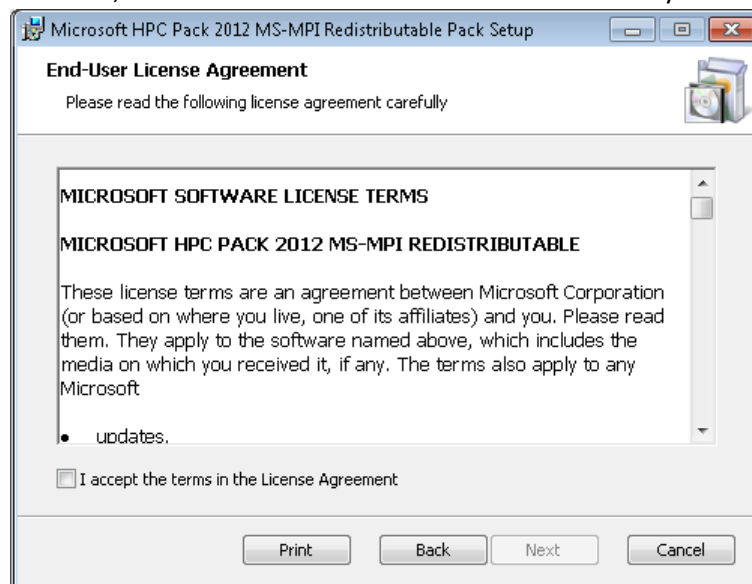 Microsoft HPC Pack 2012 MS-MPI Redistributable Pack Setup
End-User License Agreement
Please read the following license agreement carefully
MICROSOFT SOFTWARE LICENSE TERMS
MICROSOFT HPC PACK 2012 MS-MPI REDISTRIBUTABLE
These license terms are an agreement between Microsoft Corporation
(or based on where you live, one of its affiliates) and you. Please read
them. They apply to the software named above, which includes the
media on which you received it, if any. The terms also apply to any
Microsoft
• updates,
I accept the terms in the License Agreement
Print Back Next Cancel